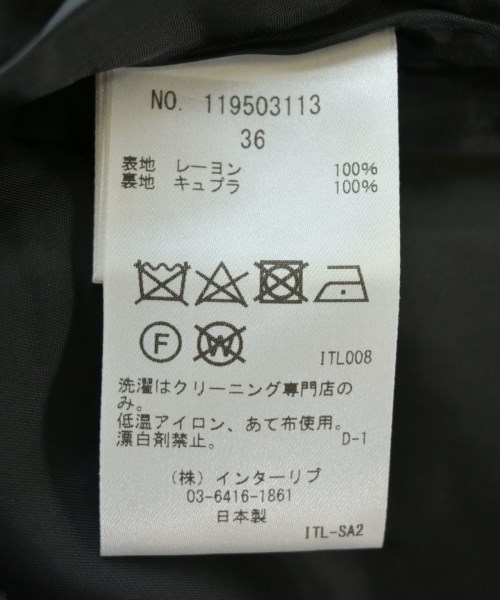 NO. 119503113
36
表地 レーヨン 100%
裏地 キュプラ 100%
F W
ITL008
洗濯はクリーニング専門店の
み。
低温アイロン、あて布使用。
漂白剤禁止。 D-1
(株) インターリブ
03-6416-1861
日本製
ITL-SA2